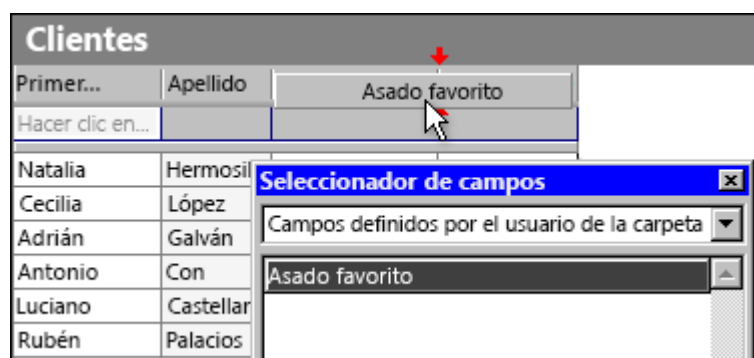 Clientes
Primer... Apellido Asado favorito
Hacer clic en...
Natalia Hermosil
Seleccionador de campos
Cecilia López
Campos definidos por el usuario de la carpeta
Adrián Galván
Antonio Con
Asado favorito
Luciano Castellar
Rubén Palacios